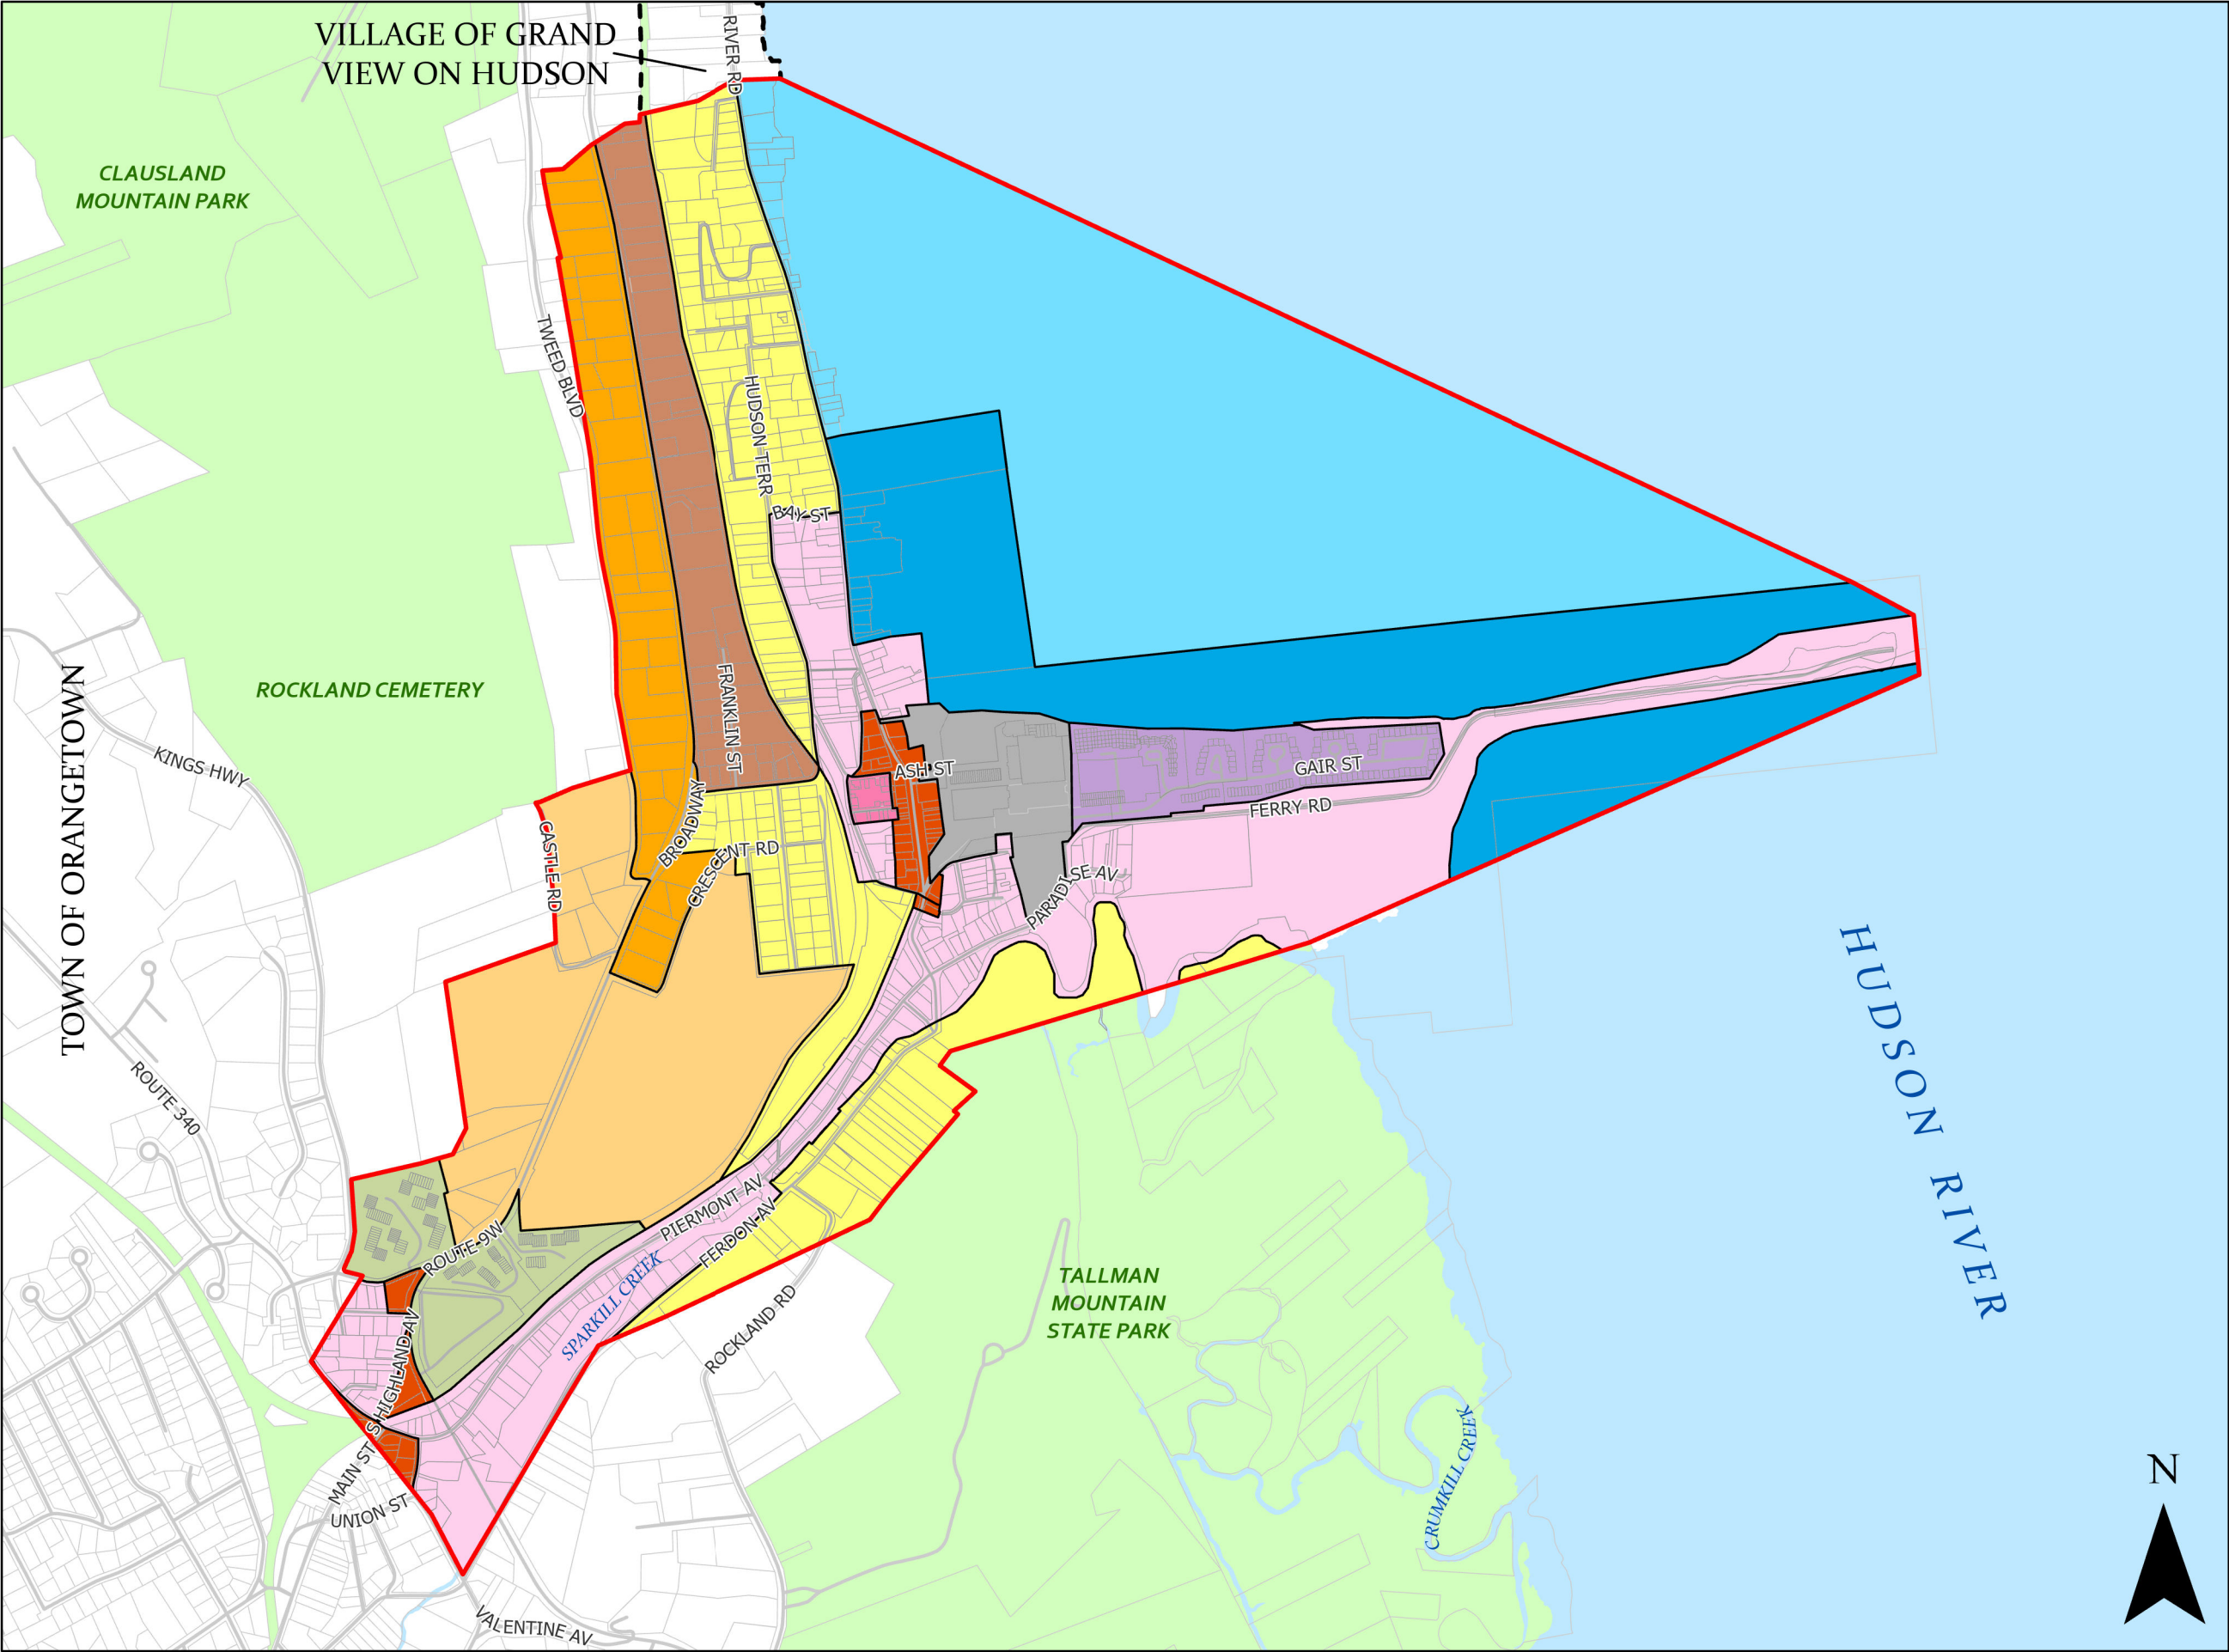 VILLAGE OF GRAND
VIEW ON HUDSON
RIVER RD
CLAUSLAND
MOUNTAIN PARK
TWEED BLVD
HUDSON TERR
BAY ST
ROCKLAND CEMETERY
TOWN OF ORANGETOWN
KINGS HWY
FRANKLIN ST
ASH ST
GAIR ST
FERRY RD
BROADWAY
CASTLE RD
CRESCENT RD
PARADISE AV
HUDSON RIVER
ROUTE 340
PIERMONT AV
FERDON AV
ROUTE 9W
SPARKILL CREEK
ROCKLAND RD
TALLMAN
MOUNTAIN
STATE PARK
S HIGHLAND AV
MAIN ST
UNION ST
CRUMKILL CREEK
VALENTINE AV
N